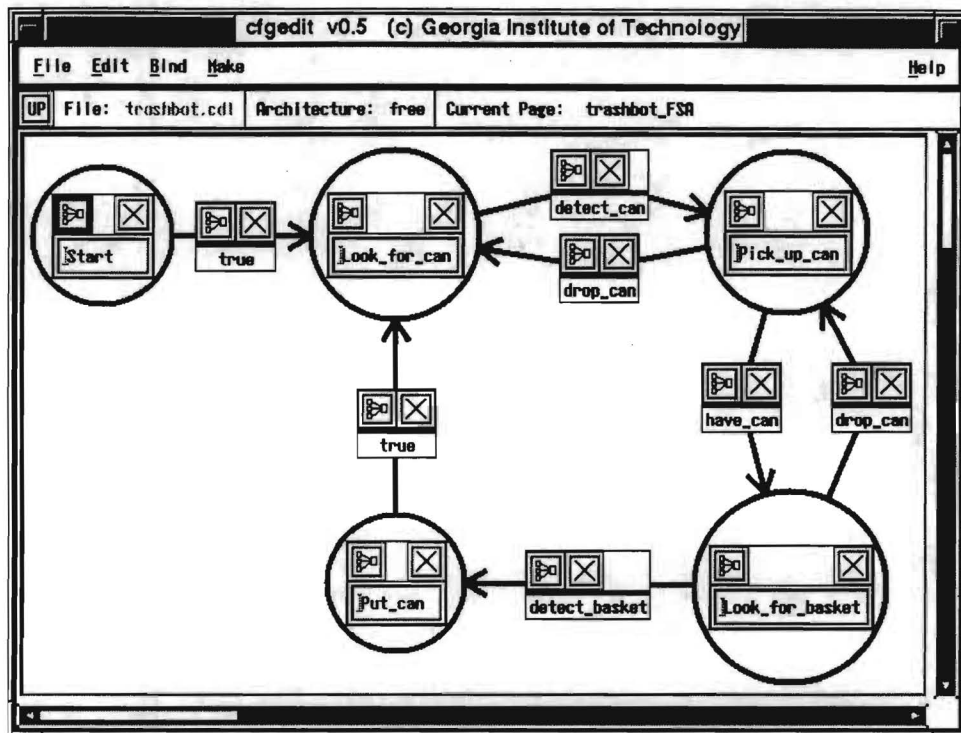 cfgedit v0.5 (c) Georgia Institute of Technology
File Edit Bind Make Help
UP File: trashbot.cdl Architecture: free Current Page: trashbot_FSA
detect_can
Start true Look_for_can Pick_up_can
drop_can
have_can drop_can
true
Put_can detect_basket Look_for_basket